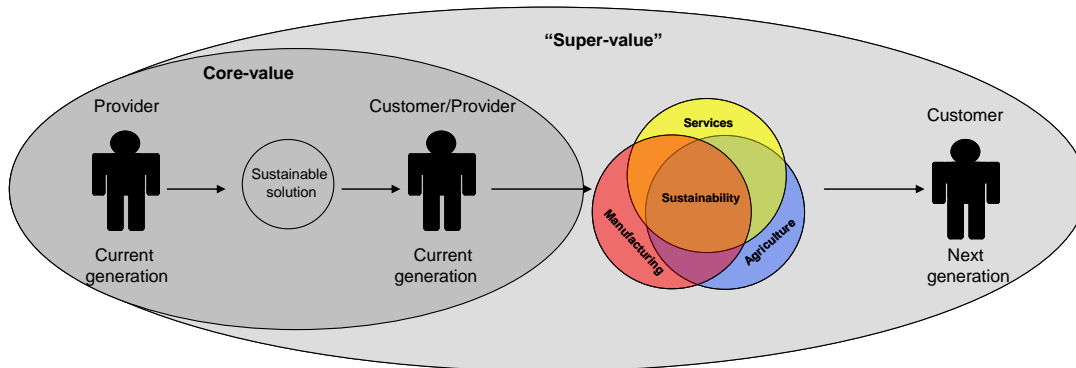 “Super-value”
Core-value
Provider
Customer/Provider
Customer
Services
Sustainable
solution
Sustainability
Manufacturing
Agriculture
Current
generation
Current
generation
Next
generation